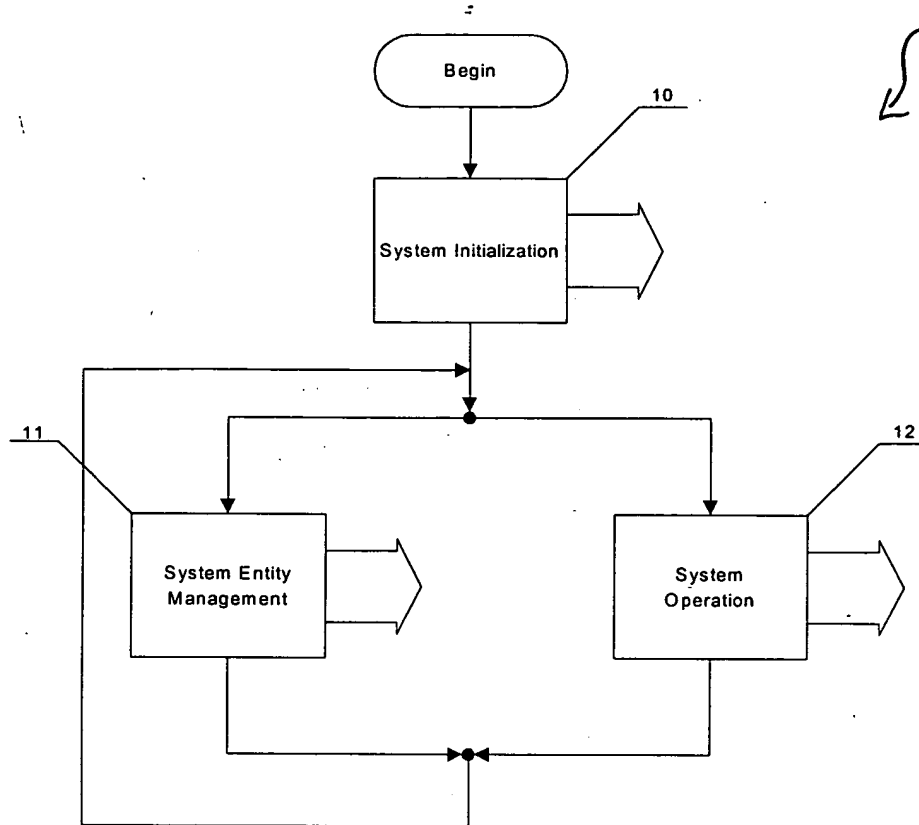 Begin
10
System Initialization
11
12
System Entity
Management
System
Operation